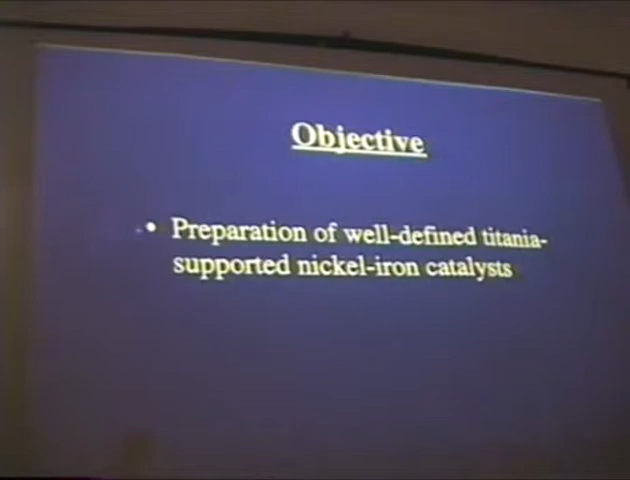 Objective
• Preparation of well-defined titania-
supported nickel-iron catalysts